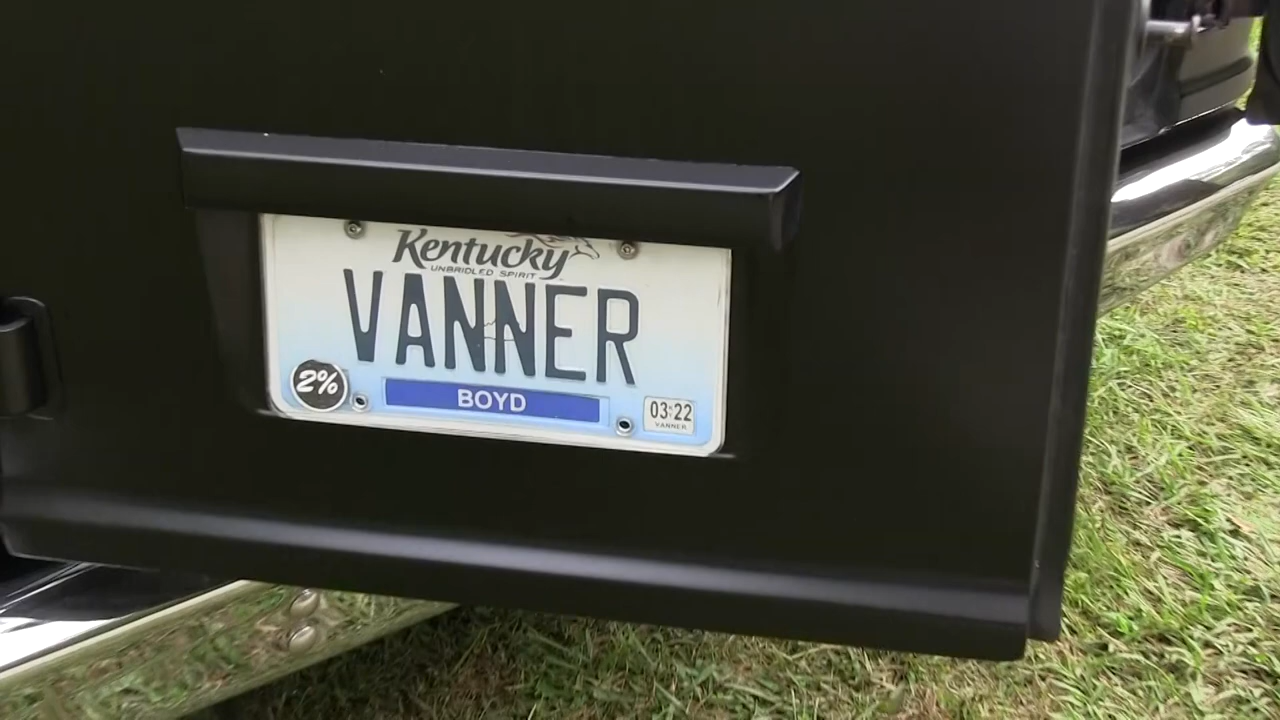 Kentucky
UNBRIDLED SPIRIT
VANNER
2%
BOYD
03-22
VANNER